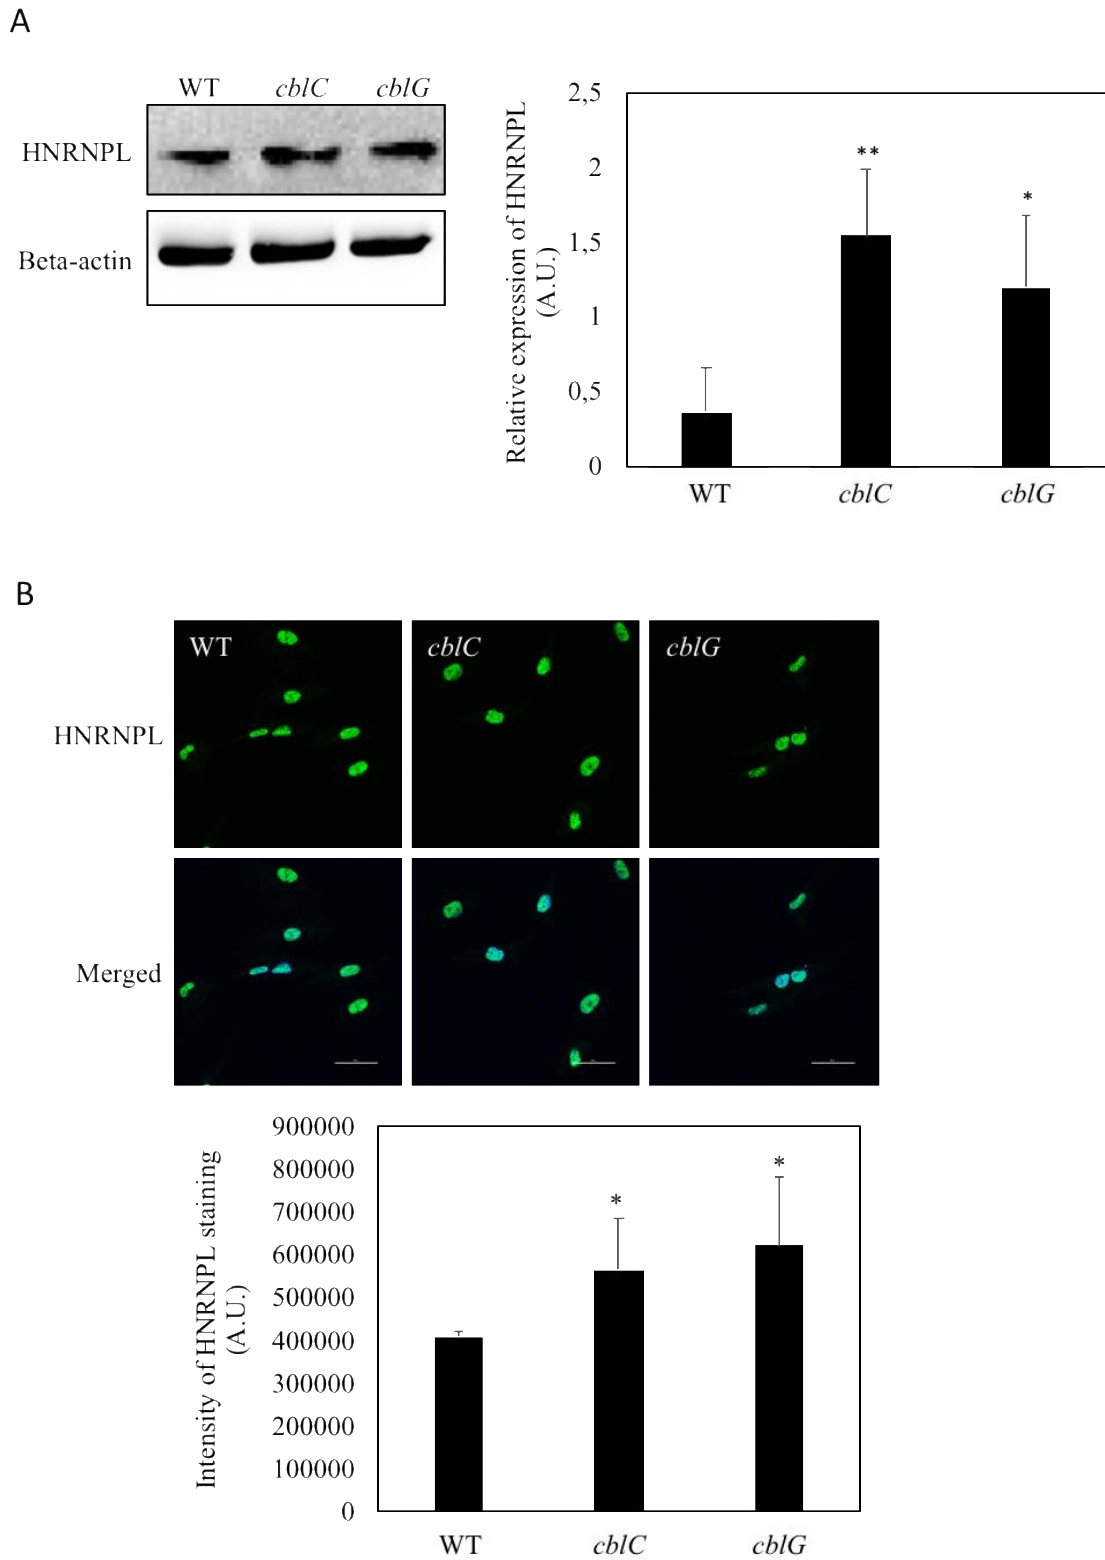 A
WT cblC cblG
HNRNPL
Beta-actin
Relative expression of HNRNPL
(A.U.)
2,5
2
1,5
1
0,5
0
**
*
WT cblC cblG
B
WT cblC cblG
HNRNPL
Merged
Intensity of HNRNPL staining
(A.U.)
900000
800000
700000
600000
500000
400000
300000
200000
100000
0
*
*
WT cblC cblG